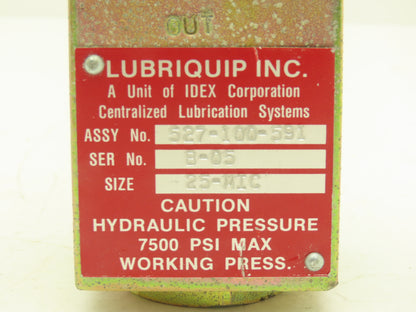 OUT
LUBRIQUIP INC.
A Unit of IDEX Corporation
Centralized Lubrication Systems
ASSY No. 527-100-591
SER No. B-05
SIZE 25-MIC
CAUTION
HYDRAULIC PRESSURE
7500 PSI MAX
WORKING PRESS.